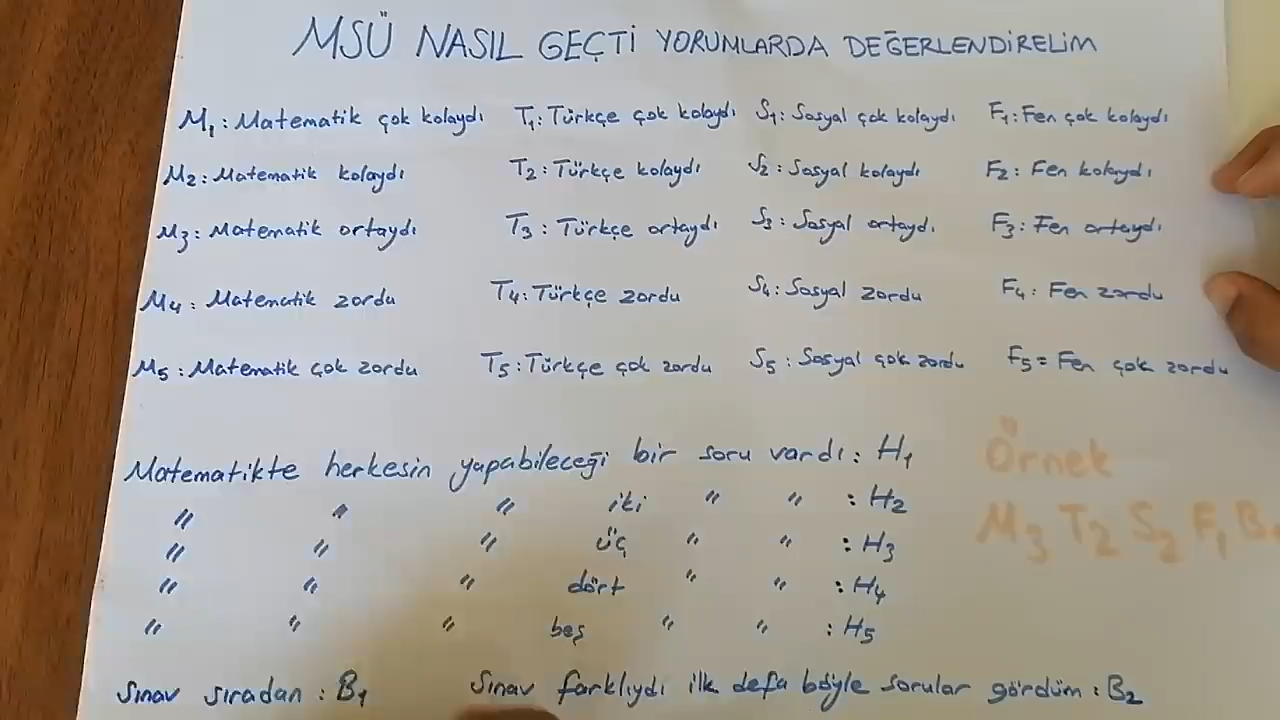 MSÜ NASIL GEÇTİ YORUMLARDA DEĞERLENDİRELİM
M1: Matematik çok kolaydı T1: Türkçe çok kolaydı S1: Sosyal çok kolaydı F1: Fen çok kolaydı
M2: Matematik kolaydı T2: Türkçe kolaydı S2: Sosyal kolaydı F2: Fen kolaydı
M3: Matematik ortaydı T3: Türkçe ortaydı S3: Sosyal ortaydı F3: Fen ortaydı
M4: Matematik zordu T4: Türkçe zordu S4: Sosyal zordu F4: Fen zordu
M5: Matematik çok zordu T5: Türkçe çok zordu S5: Sosyal çok zordu F5= Fen çok zordu
Matematikte herkesin yapabileceği bir soru vardı: H1
" " " iki " " : H2
" " " üç " " : H3
" " " dört " " : H4
" " " beş " " : H5
Örnek
M3 T2 S2 F1
Sınav sıradan: B1 Sınav farklıydı ilk defa böyle sorular gördüm: B2